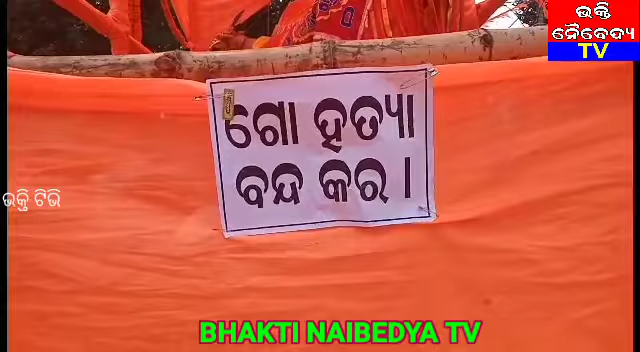 ଭକ୍ତି
ନୈବେଦ୍ୟ
TV
ଗୋ ହତ୍ୟା
ବନ୍ଦ କର ।
ଭକ୍ତି ଟିଭି
BHAKTI NAIBEDYA TV